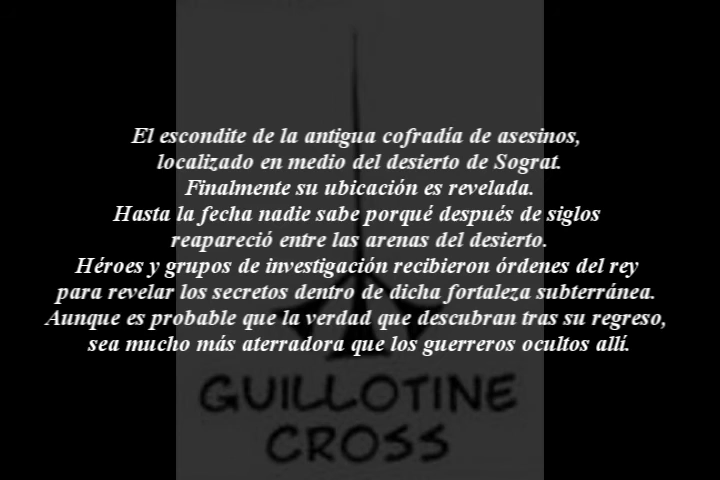 El escondite de la antigua cofradía de asesinos,
localizado en medio del desierto de Sograt.
Finalmente su ubicación es revelada.
Hasta la fecha nadie sabe porqué después de siglos
reapareció entre las arenas del desierto.
Héroes y grupos de investigación recibieron órdenes del rey
para revelar los secretos dentro de dicha fortaleza subterránea.
Aunque es probable que la verdad que descubran tras su regreso,
sea mucho más aterradora que los guerreros ocultos allí.
GUILLOTINE
CROSS